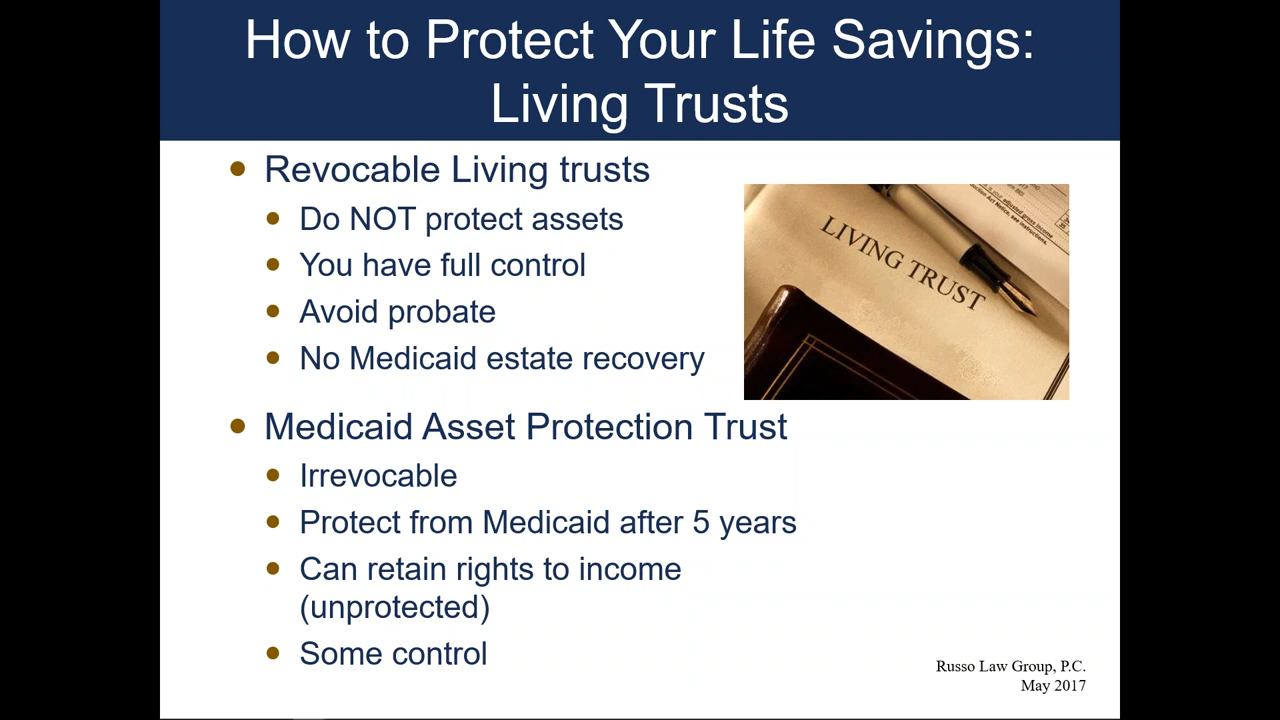 How to Protect Your Life Savings:
Living Trusts
• Revocable Living trusts
• Do NOT protect assets
• You have full control
• Avoid probate
• No Medicaid estate recovery
LIVING TRUST
• Medicaid Asset Protection Trust
• Irrevocable
• Protect from Medicaid after 5 years
• Can retain rights to income
(unprotected)
• Some control
Russo Law Group, P.C.
May 2017